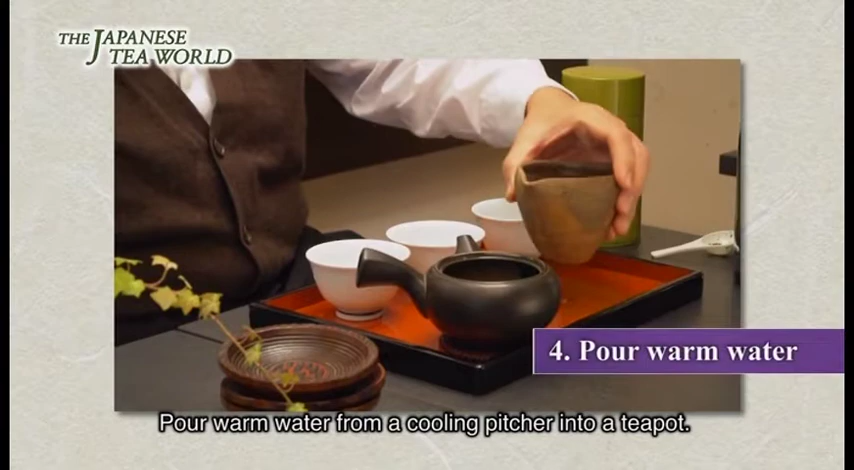 THE JAPANESE
TEA WORLD
4. Pour warm water
Pour warm water from a cooling pitcher into a teapot.